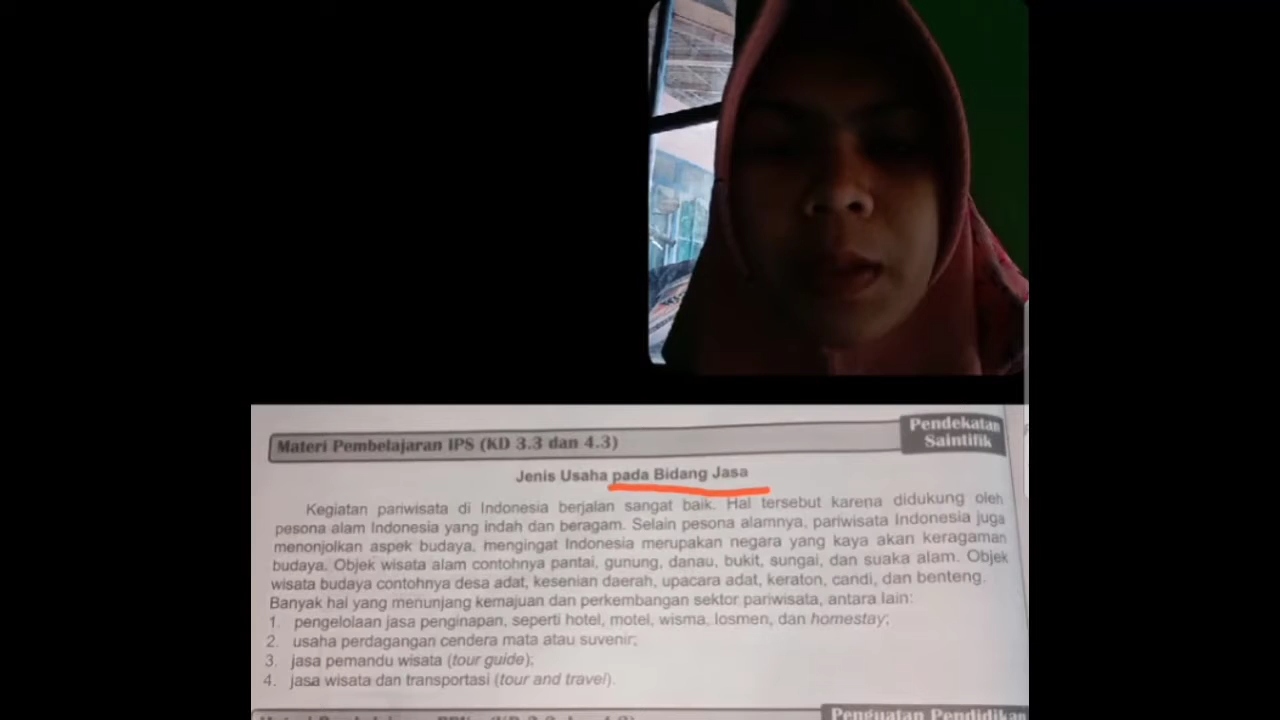 Pendekatan
Saintifik
Materi Pembelajaran IPS (KD 3.3 dan 4.3)
Jenis Usaha pada Bidang Jasa
Kegiatan pariwisata di Indonesia berjalan sangat baik. Hal tersebut karena didukung oleh
pesona alam Indonesia yang indah dan beragam. Selain pesona alamnya, pariwisata Indonesia juga
menonjolkan aspek budaya, mengingat Indonesia merupakan negara yang kaya akan keragaman
budaya. Objek wisata alam contohnya pantai, gunung, danau, bukit, sungai, dan suaka alam. Objek
wisata budaya contohnya desa adat, kesenian daerah, upacara adat, keraton, candi, dan benteng.
Banyak hal yang menunjang kemajuan dan perkembangan sektor pariwisata, antara lain:
1. pengelolaan jasa penginapan, seperti hotel, motel, wisma, losmen, dan homestay;
2. usaha perdagangan cendera mata atau suvenir;
3. jasa pemandu wisata (tour guide);
4. jasa wisata dan transportasi (tour and travel).
Penguatan Pendidikan